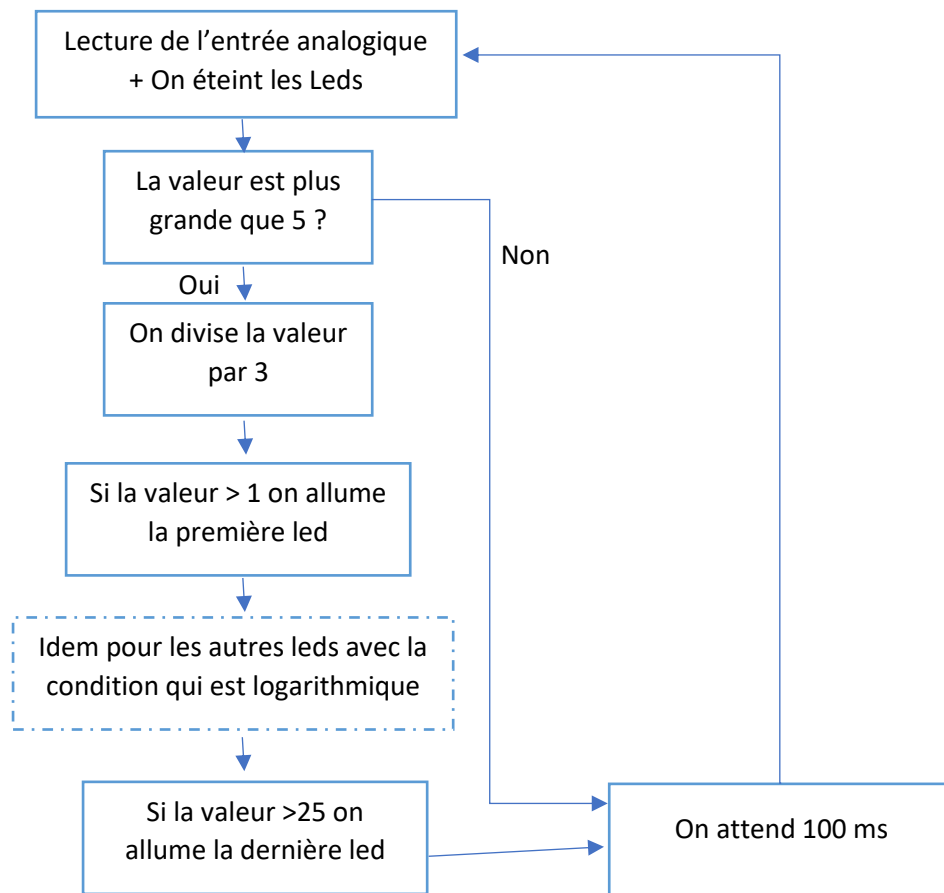 Lecture de l’entrée analogique
+ On éteint les Leds
La valeur est plus
grande que 5 ?
Non
Oui
On divise la valeur
par 3
Si la valeur > 1 on allume
la première led
Idem pour les autres leds avec la
condition qui est logarithmique
Si la valeur >25 on
allume la dernière led
On attend 100 ms